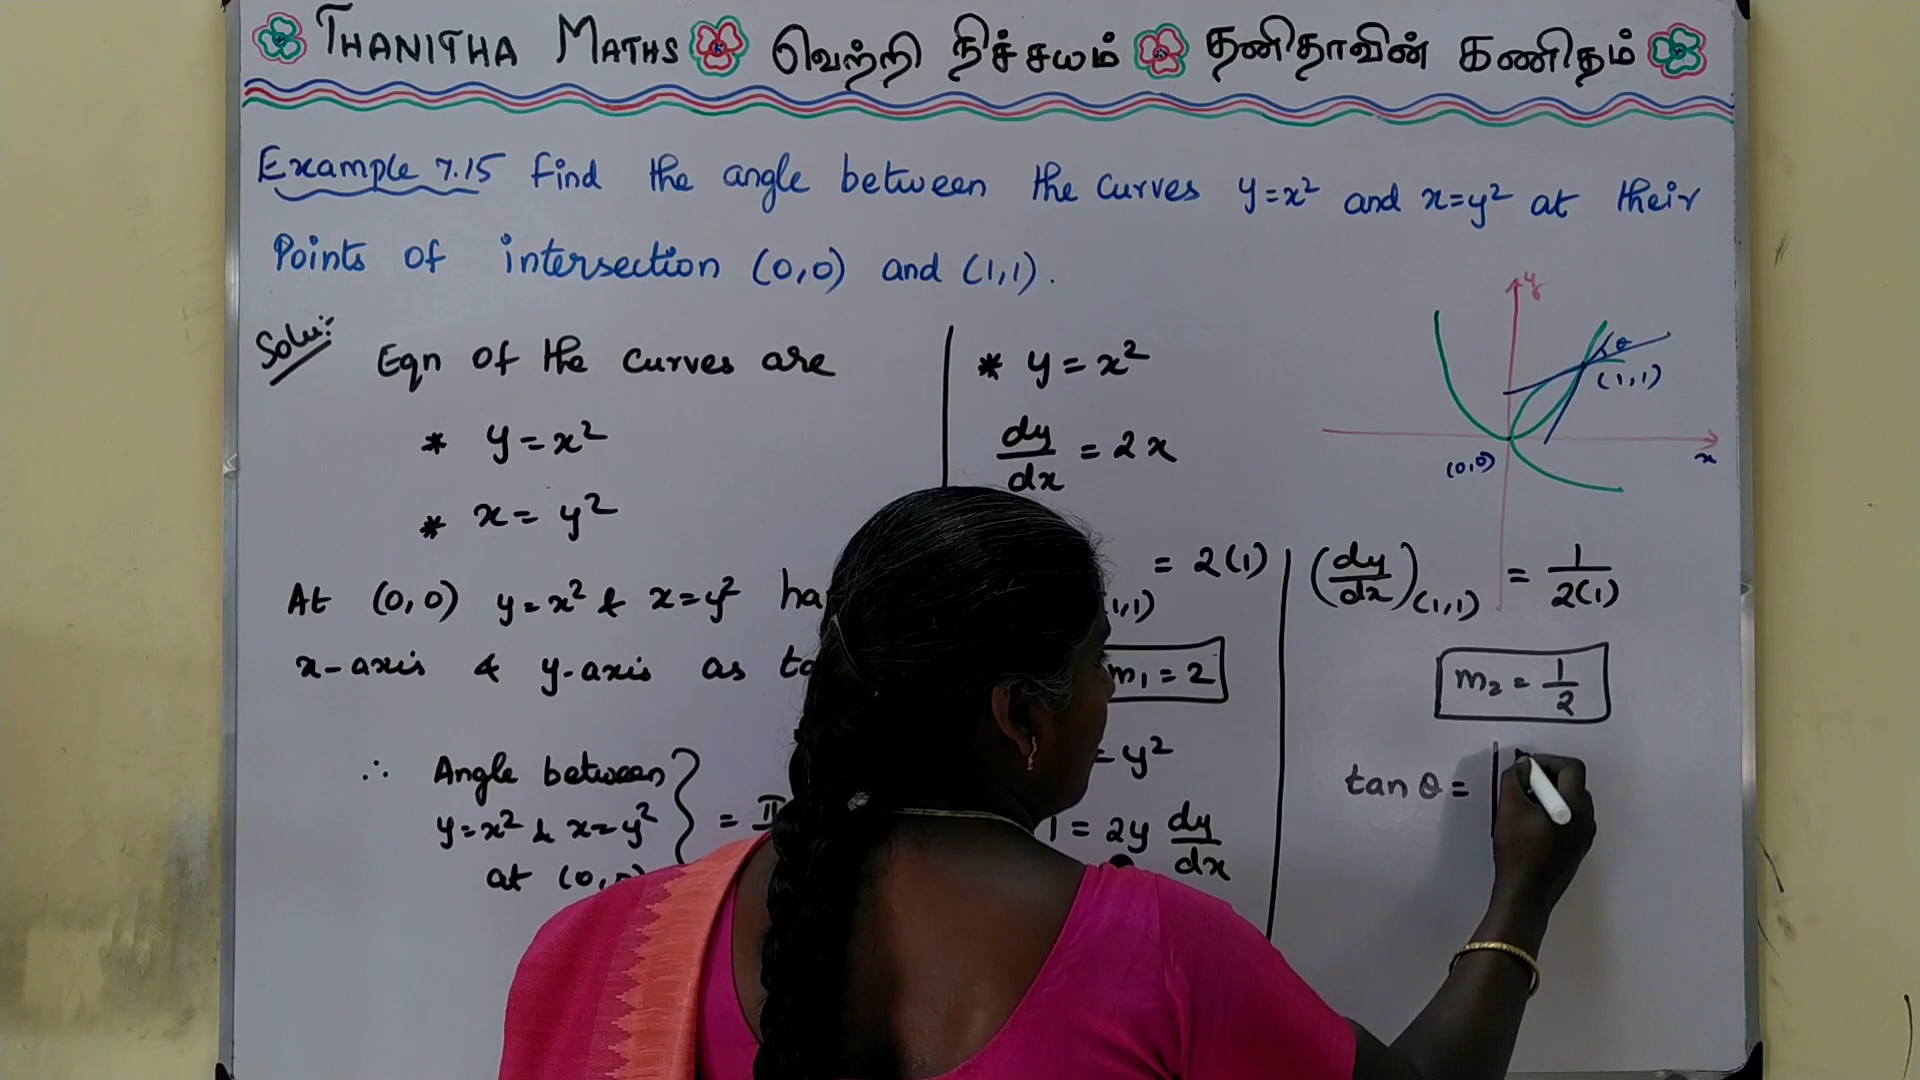 THANITHA MATHS வெற்றி நிச்சயம் தனிதாவின் கணிதம்
Example 7.15 Find the angle between the curves y=x² and x=y² at their
Points of intersection (0,0) and (1,1).
Solu:-
Eqn of the curves are
* y=x²
* x=y²
At (0,0) y=x² & x=y²
x-axis & y-axis as
∴ Angle between
y=x² & x=y²
at (0,0)
} =
* y=x²
dy/dx = 2x
= 2(1)
m₁ = 2
= y²
1 = 2y dy/dx
y
θ
(1,1)
(0,0)
x
(dy/dx)(1,1) = 1/2(1)
m₂ = 1/2
tan θ = |